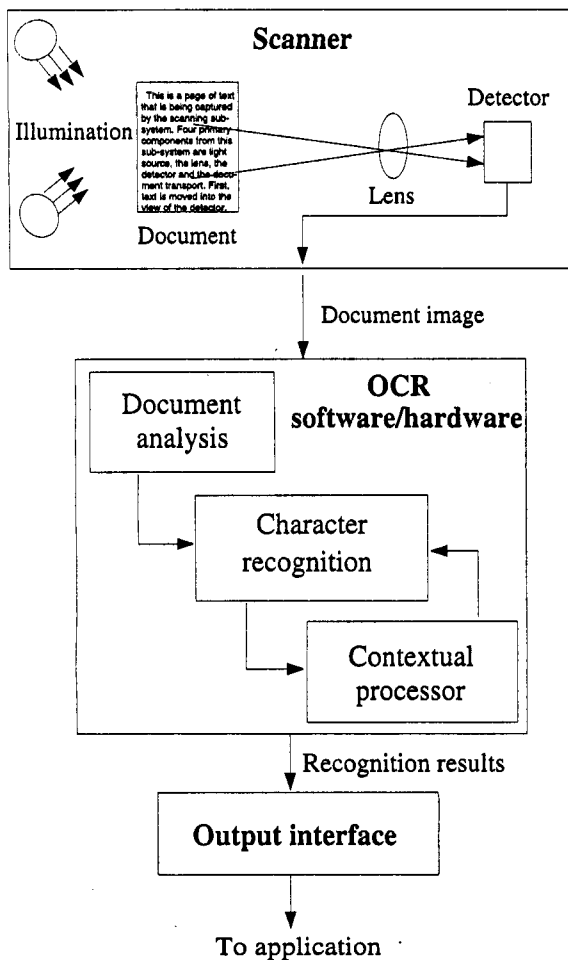 Scanner
Illumination
This is a page of text
that is being captured
by the scanning sub-
system. Four primary
components from this
sub-system are light
source, the lens, the
detector and the docu-
ment transport. First,
text is moved into the
view of the detector.
Document
Lens
Detector
Document image
OCR
software/hardware
Document
analysis
Character
recognition
Contextual
processor
Recognition results
Output interface
To application